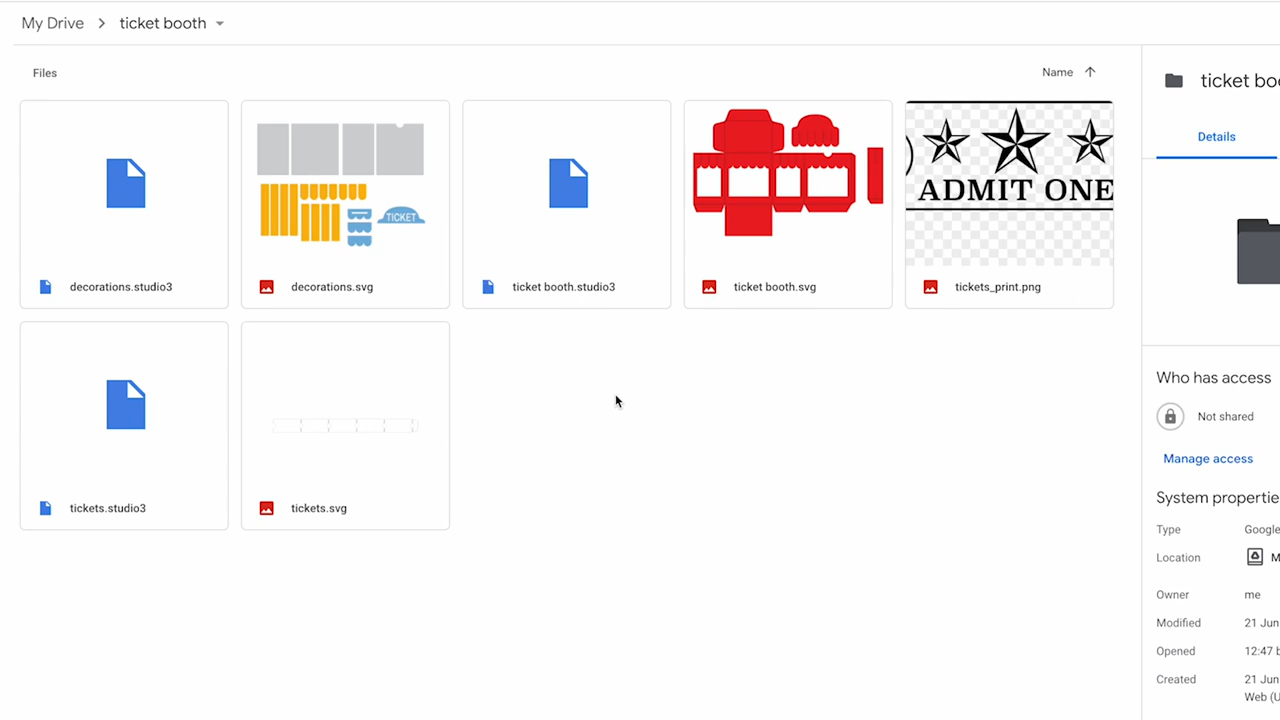 My Drive > ticket booth
ticket boo
Files
Name
Details
TICKET
ADMIT ONE
decorations.studio3
decorations.svg
ticket booth.studio3
ticket booth.svg
tickets_print.png
tickets.studio3
tickets.svg
Who has access
Not shared
Manage access
System propertie
Type Google
Location M
Owner me
Modified 21 Jun
Opened 12:47 b
Created 21 Jun
Web (U